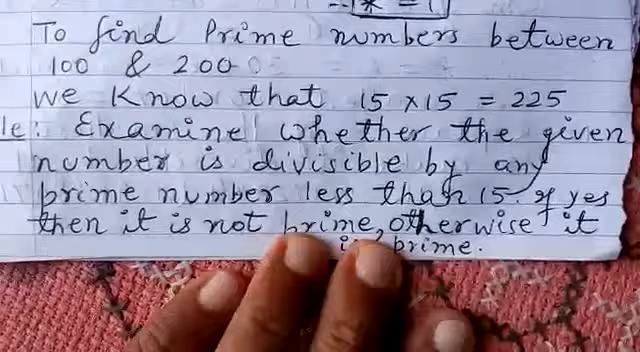 * = 
To find Prime numbers between
100 & 200
We know that 15 × 15 = 225
le: Examine whether the given
number is divisible by any
prime number less than 15. If yes
then it is not prime, otherwise it
is prime.